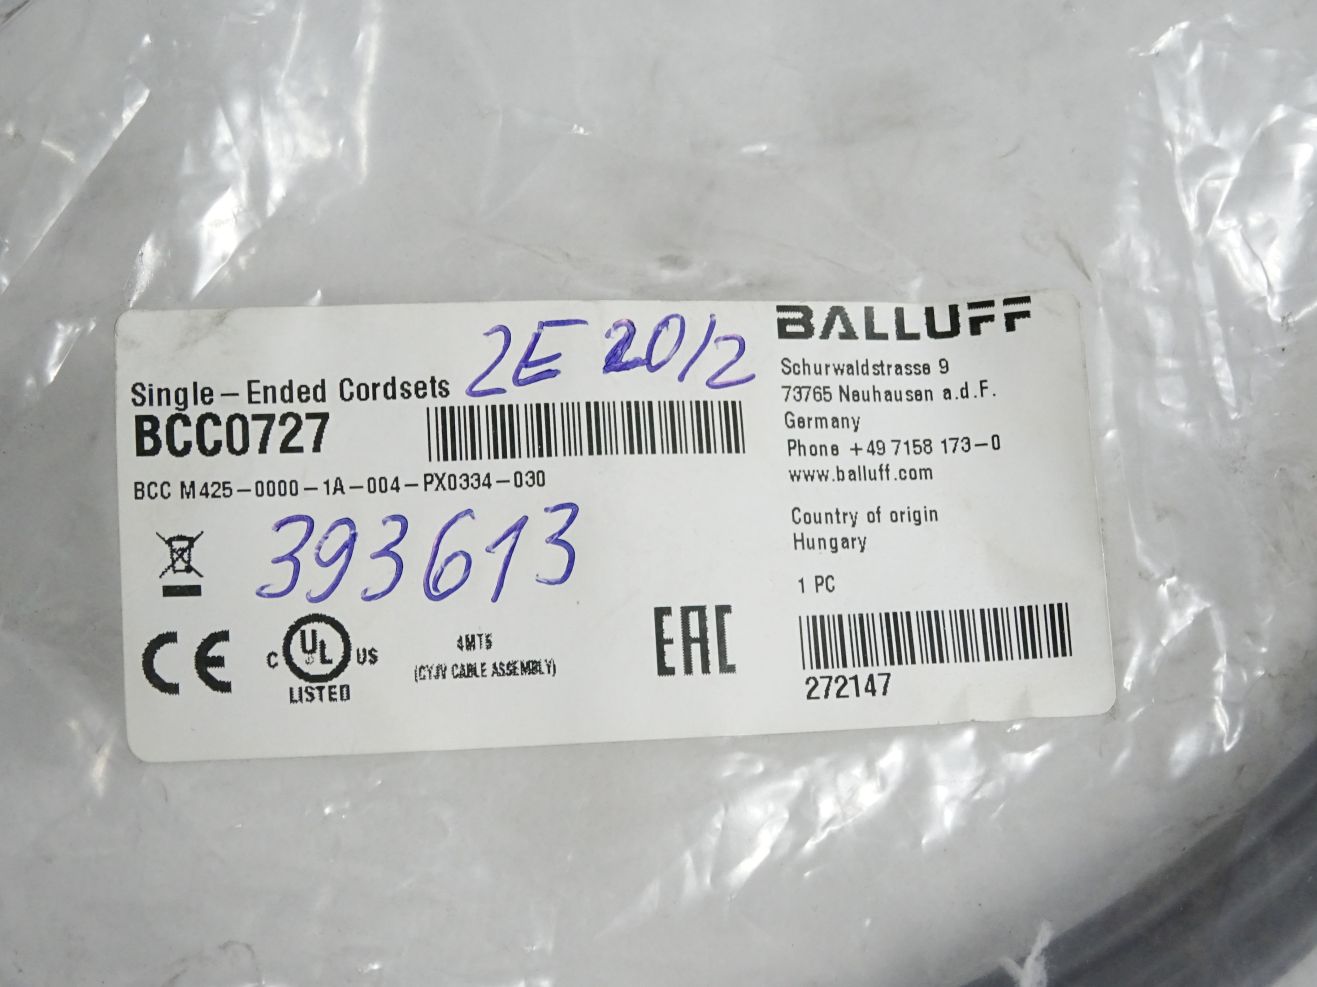 BALLUFF
2E 20/2
Single-Ended Cordsets
BCC0727
BCC M425-0000-1A-004-PX0334-030
393613
CE
C UL US
LISTED
4MT5
(CYJV CABLE ASSEMBLY)
EAC
Schurwaldstrasse 9
73765 Neuhausen a.d.F.
Germany
Phone +49 7158 173-0
www.balluff.com
Country of origin
Hungary
1 PC
272147